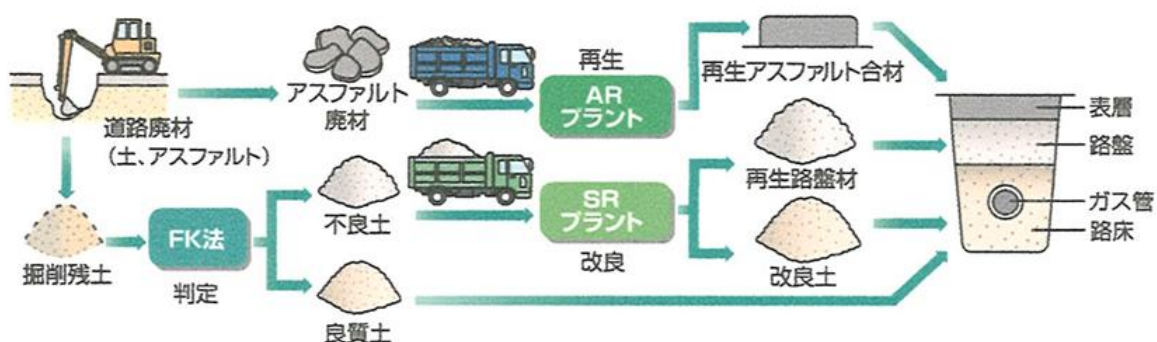 道路廃材
(土、アスファルト)
アスファルト
廃材
再生
AR
プラント
再生アスファルト合材
掘削残土
FK法
判定
不良土
良質土
SR
プラント
改良
再生路盤材
改良土
表層
路盤
ガス管
路床